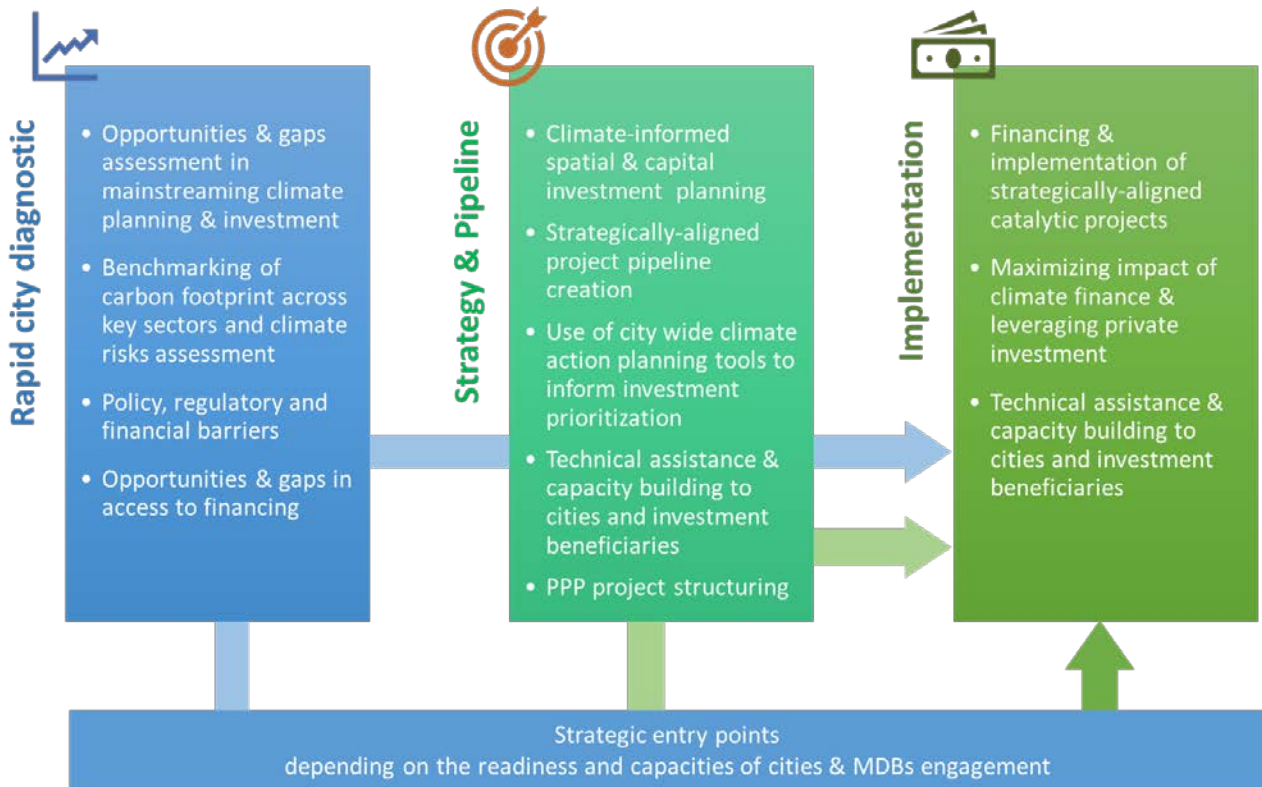 Rapid city diagnostic
• Opportunities & gaps
assessment in
mainstreaming climate
planning & investment
• Benchmarking of
carbon footprint across
key sectors and climate
risks assessment
• Policy, regulatory and
financial barriers
• Opportunities & gaps in
access to financing
Strategy & Pipeline
• Climate-informed
spatial & capital
investment planning
• Strategically-aligned
project pipeline
creation
• Use of city wide climate
action planning tools to
inform investment
prioritization
• Technical assistance &
capacity building to
cities and investment
beneficiaries
• PPP project structuring
Implementation
• Financing &
implementation of
strategically-aligned
catalytic projects
• Maximizing impact of
climate finance &
leveraging private
investment
• Technical assistance &
capacity building to
cities and investment
beneficiaries
Strategic entry points
depending on the readiness and capacities of cities & MDBs engagement